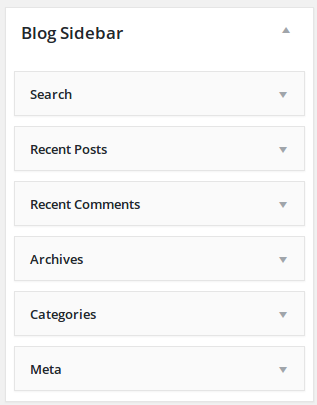 Blog Sidebar
Search
Recent Posts
Recent Comments
Archives
Categories
Meta